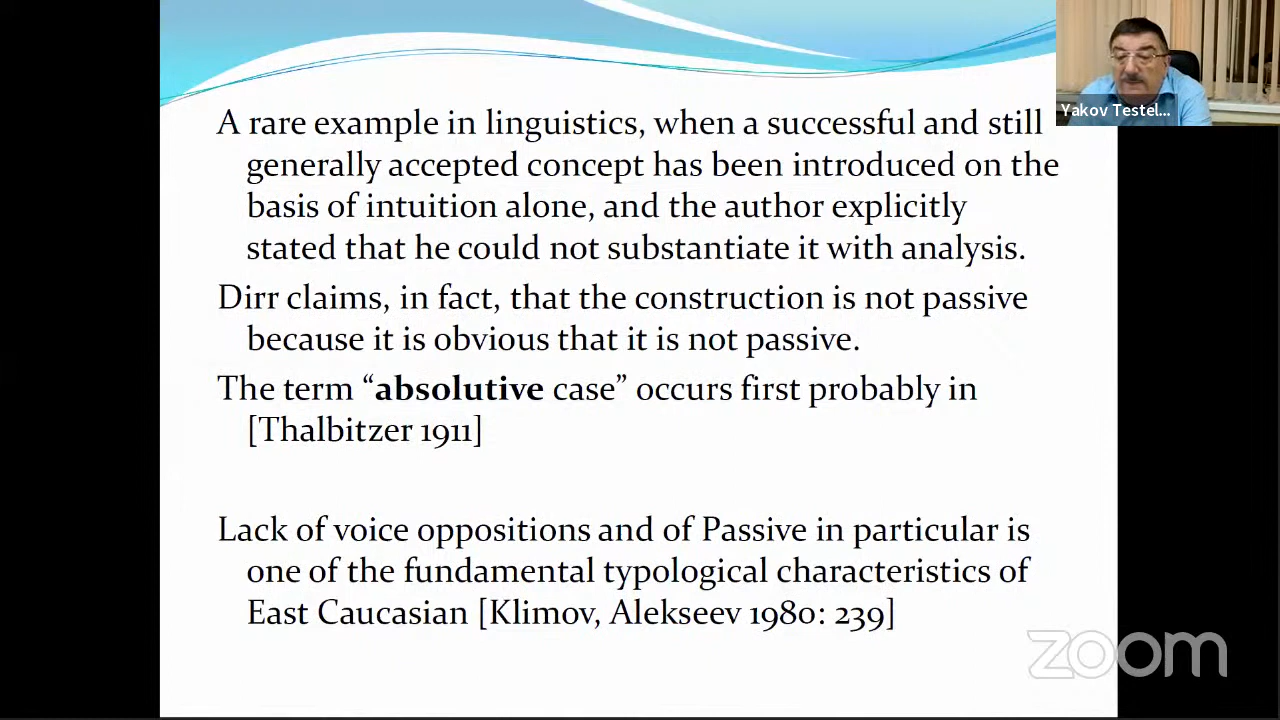 A rare example in linguistics, when a successful and still
generally accepted concept has been introduced on the
basis of intuition alone, and the author explicitly
stated that he could not substantiate it with analysis.
Dirr claims, in fact, that the construction is not passive
because it is obvious that it is not passive.
The term “absolutive case” occurs first probably in
[Thalbitzer 1911]
Lack of voice oppositions and of Passive in particular is
one of the fundamental typological characteristics of
East Caucasian [Klimov, Alekseev 1980: 239]
Yakov Testel...
zoom